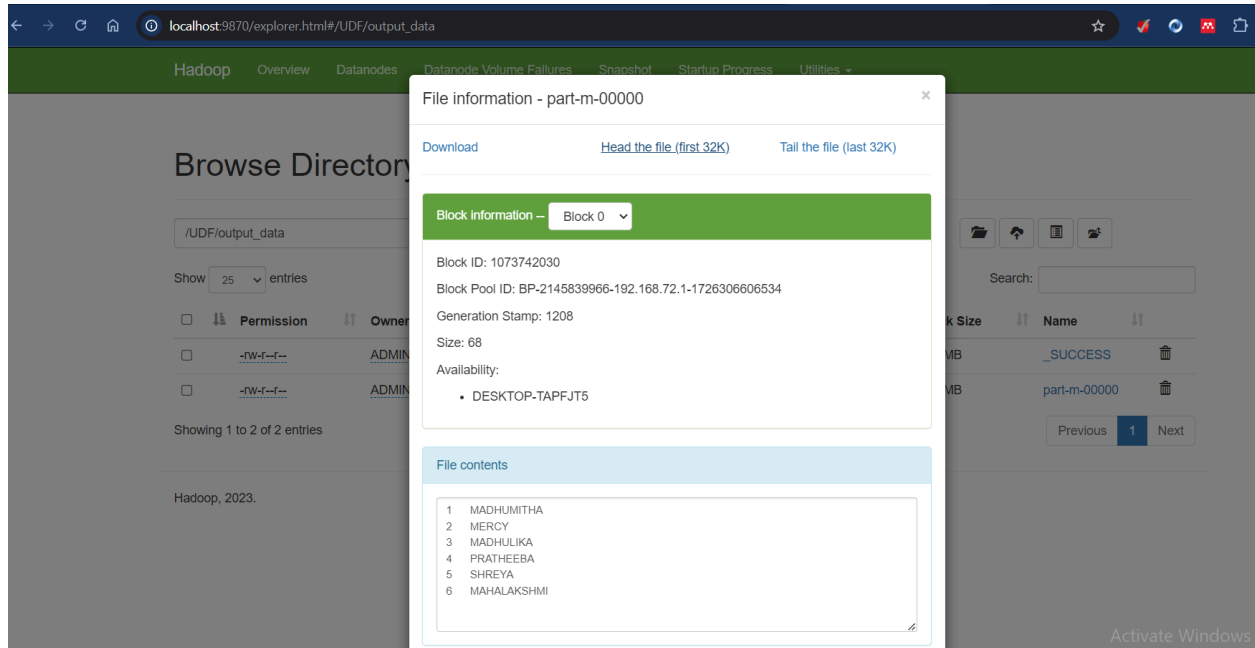 localhost:9870/explorer.html#/UDF/output_data
Hadoop Overview Datanodes Datanode Volume Failures Snapshot Startup Progress Utilities
File information - part-m-00000 ×
Download Head the file (first 32K) Tail the file (last 32K)
Browse Directory
Block information -- Block 0
/UDF/output_data
Block ID: 1073742030
Show 25 entries Search:
Block Pool ID: BP-2145839966-192.168.72.1-1726306606534
Generation Stamp: 1208
Permission Owner k Size Name
Size: 68
-rw-r--r-- ADMIN MB _SUCCESS
Availability:
-rw-r--r-- ADMIN MB part-m-00000
• DESKTOP-TAPFJT5
Showing 1 to 2 of 2 entries Previous 1 Next
File contents
Hadoop, 2023.
1 MADHUMITHA
2 MERCY
3 MADHULIKA
4 PRATHEEBA
5 SHREYA
6 MAHALAKSHMI
Activate Windows